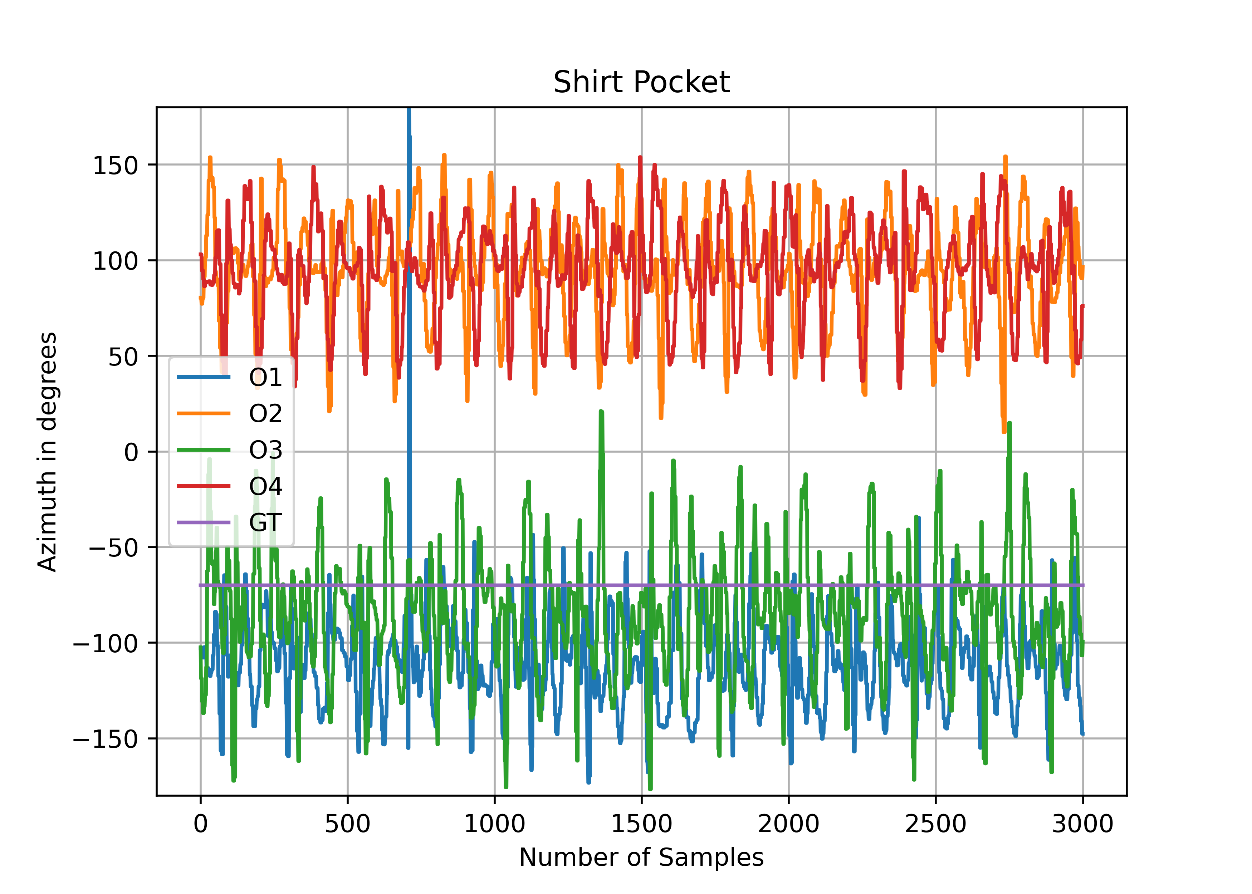 Shirt Pocket
Azimuth in degrees
150
100
50
0
−50
−100
−150
O1
O2
O3
O4
GT
0 500 1000 1500 2000 2500 3000
Number of Samples